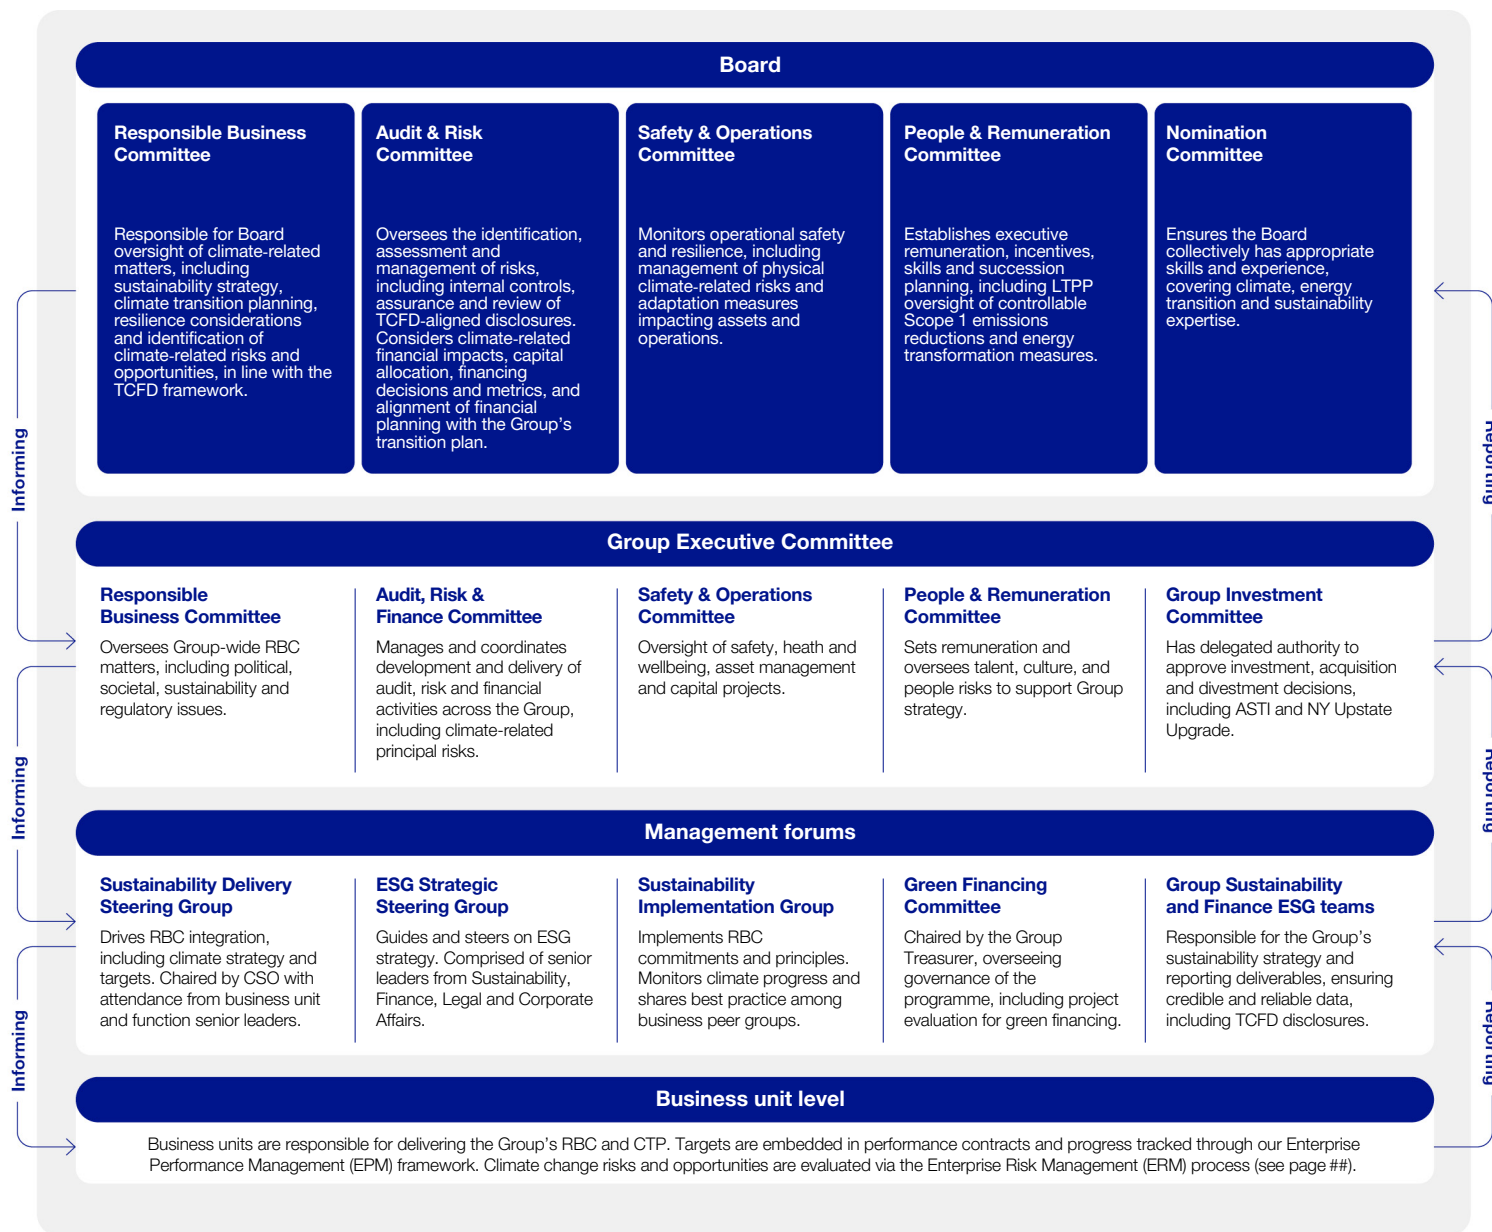 Board
Responsible Business
Committee
Responsible for Board
oversight of climate-related
matters, including
sustainability strategy,
climate transition planning,
resilience considerations
and identification of
climate-related risks and
opportunities, in line with the
TCFD framework.
Audit & Risk
Committee
Oversees the identification,
assessment and
management of risks,
including internal controls,
assurance and review of
TCFD-aligned disclosures.
Considers climate-related
financial impacts, capital
allocation, financing
decisions and metrics, and
alignment of financial
planning with the Group’s
transition plan.
Safety & Operations
Committee
Monitors operational safety
and resilience, including
management of physical
climate-related risks and
adaptation measures
impacting assets and
operations.
People & Remuneration
Committee
Establishes executive
remuneration, incentives,
skills and succession
planning, including LTPP
oversight of controllable
Scope 1 emissions
reductions and energy
transformation measures.
Nomination
Committee
Ensures the Board
collectively has appropriate
skills and experience,
covering climate, energy
transition and sustainability
expertise.
Informing
Reporting
Group Executive Committee
Responsible
Business Committee
Oversees Group-wide RBC
matters, including political,
societal, sustainability and
regulatory issues.
Audit, Risk &
Finance Committee
Manages and coordinates
development and delivery of
audit, risk and financial
activities across the Group,
including climate-related
principal risks.
Safety & Operations
Committee
Oversight of safety, heath and
wellbeing, asset management
and capital projects.
People & Remuneration
Committee
Sets remuneration and
oversees talent, culture, and
people risks to support Group
strategy.
Group Investment
Committee
Has delegated authority to
approve investment, acquisition
and divestment decisions,
including ASTI and NY Upstate
Upgrade.
Informing
Reporting
Management forums
Sustainability Delivery
Steering Group
Drives RBC integration,
including climate strategy and
targets. Chaired by CSO with
attendance from business unit
and function senior leaders.
ESG Strategic
Steering Group
Guides and steers on ESG
strategy. Comprised of senior
leaders from Sustainability,
Finance, Legal and Corporate
Affairs.
Sustainability
Implementation Group
Implements RBC
commitments and principles.
Monitors climate progress and
shares best practice among
business peer groups.
Green Financing
Committee
Chaired by the Group
Treasurer, overseeing
governance of the
programme, including project
evaluation for green financing.
Group Sustainability
and Finance ESG teams
Responsible for the Group’s
sustainability strategy and
reporting deliverables, ensuring
credible and reliable data,
including TCFD disclosures.
Informing
Reporting
Business unit level
Business units are responsible for delivering the Group’s RBC and CTP. Targets are embedded in performance contracts and progress tracked through our Enterprise
Performance Management (EPM) framework. Climate change risks and opportunities are evaluated via the Enterprise Risk Management (ERM) process (see page ##).